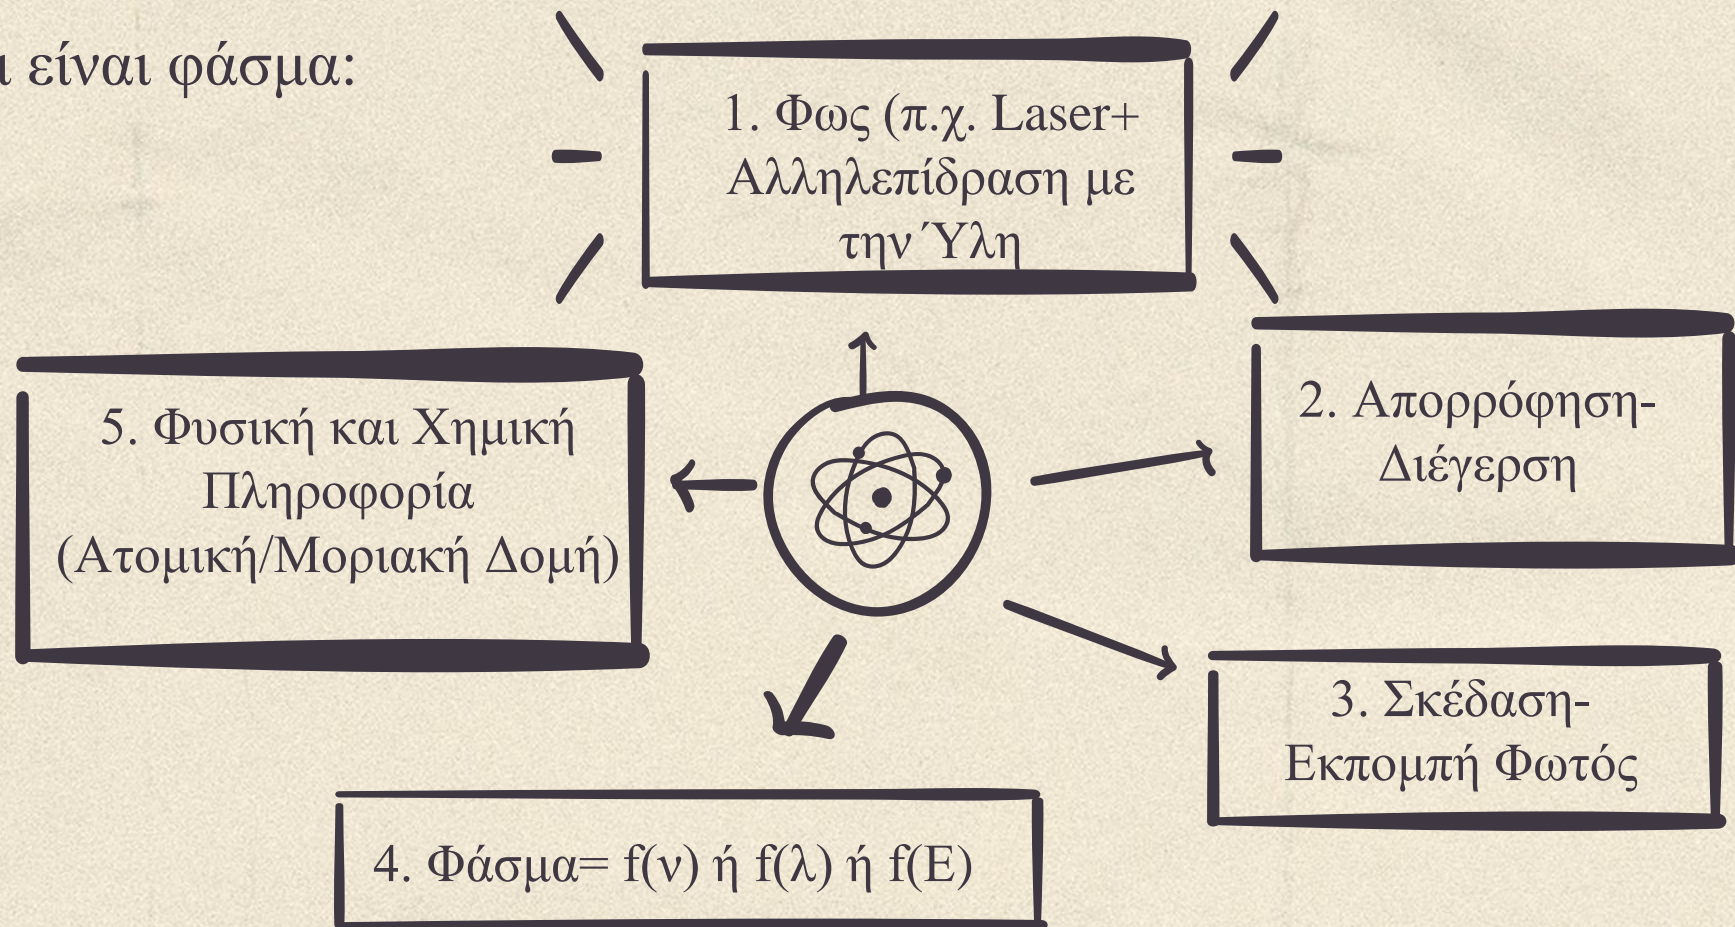 ι είναι φάσμα:
1. Φως (π.χ. Laser+
Αλληλεπίδραση με
την Ύλη
2. Απορρόφηση-
Διέγερση
3. Σκέδαση-
Εκπομπή Φωτός
4. Φάσμα= f(ν) ή f(λ) ή f(E)
5. Φυσική και Χημική
Πληροφορία
(Ατομική/Μοριακή Δομή)